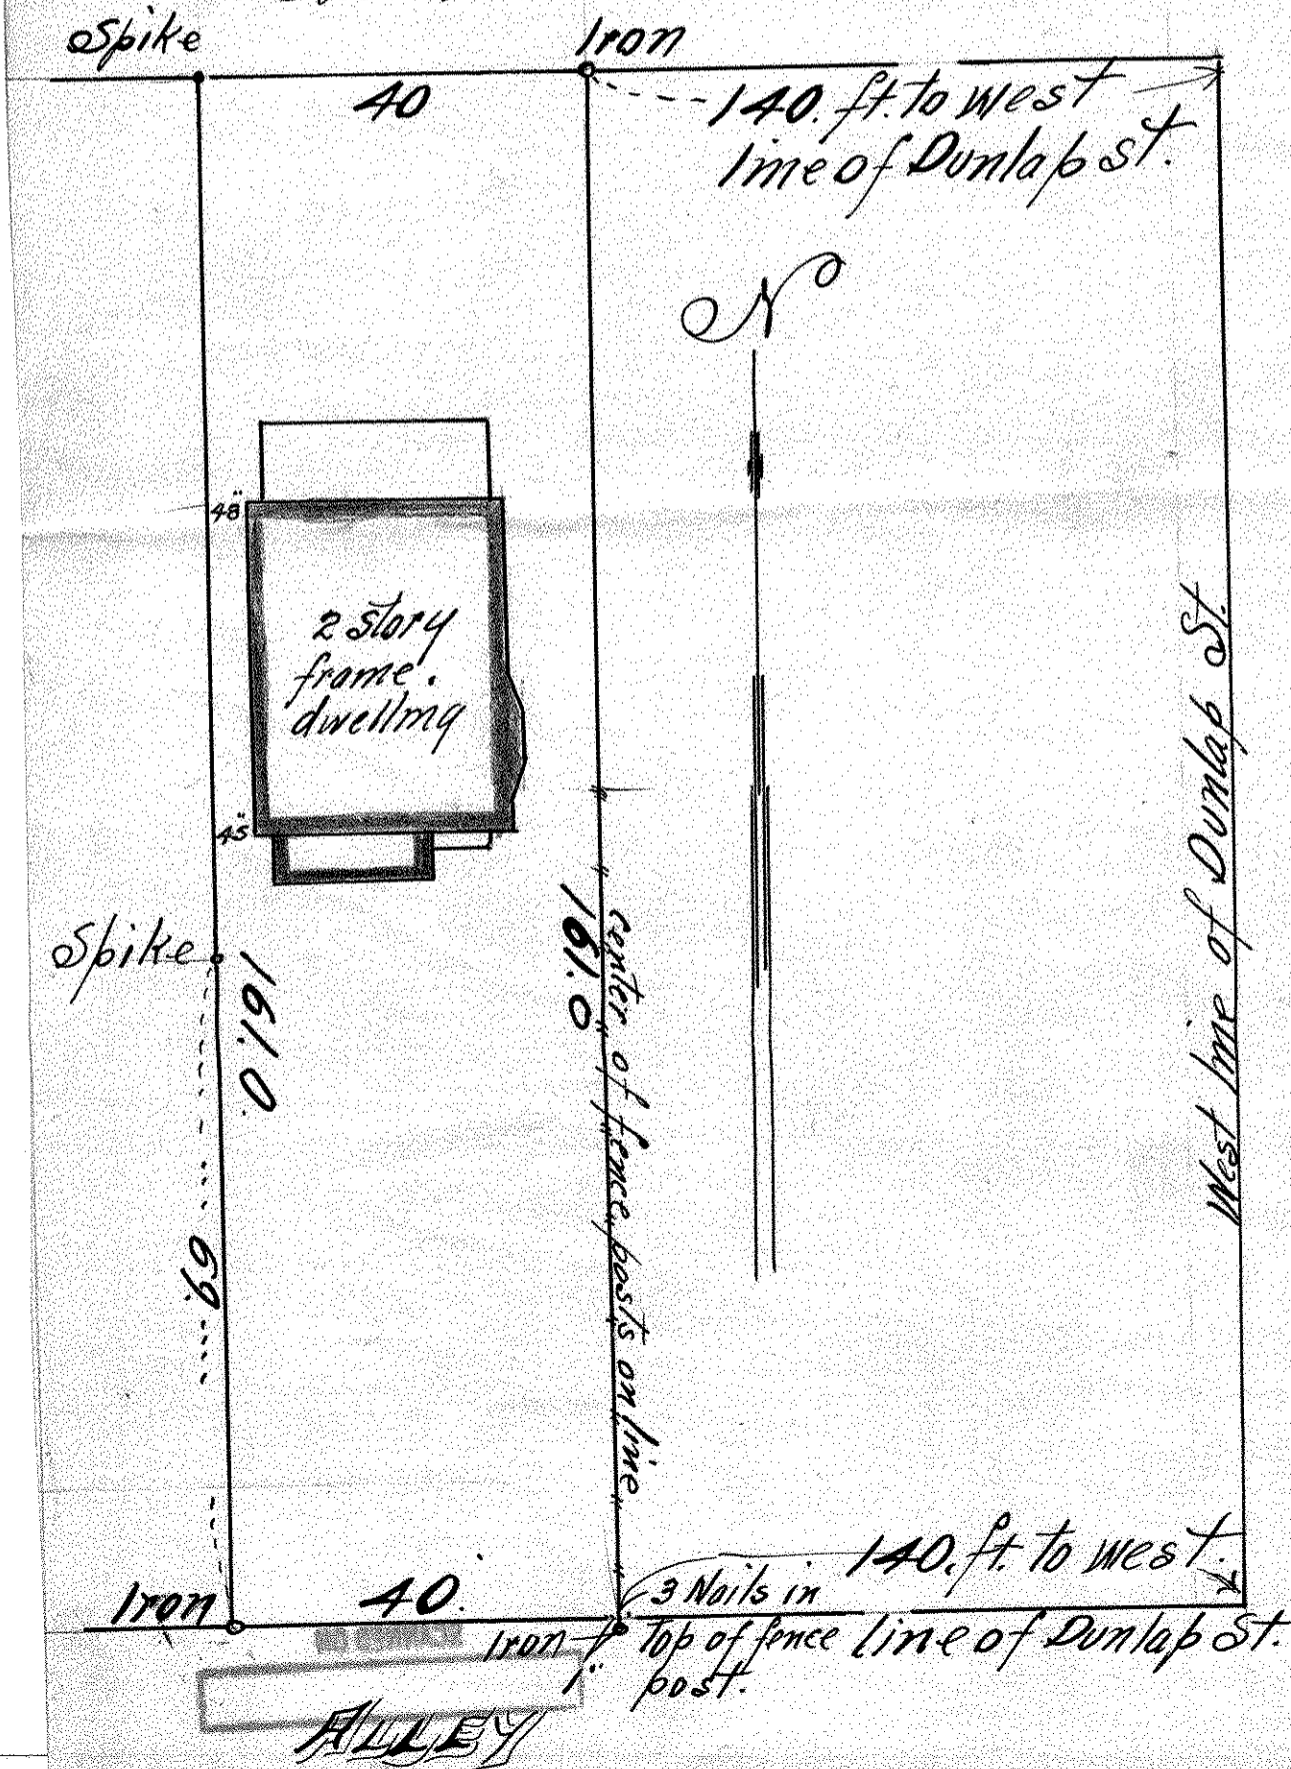 Spike
Iron
40
140. ft. to west
line of Dunlap St.
N
48"
2 story
frame.
dwelling
45"
Spike
161.0
161.0
center of fence posts on line
West line of Dunlap St.
69.
140. ft. to west.
3 Nails in
Iron
40.
Iron
1"
Top of fence
post.
line of Dunlap St.
ALLEY